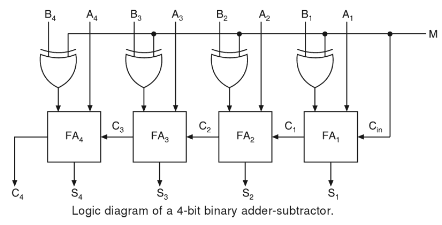 B₄ A₄ B₃ A₃ B₂ A₂ B₁ A₁
M
FA₄ C₃ FA₃ C₂ FA₂ C₁ FA₁ Cᵢₙ
C₄ S₄ S₃ S₂ S₁
Logic diagram of a 4-bit binary adder-subtractor.